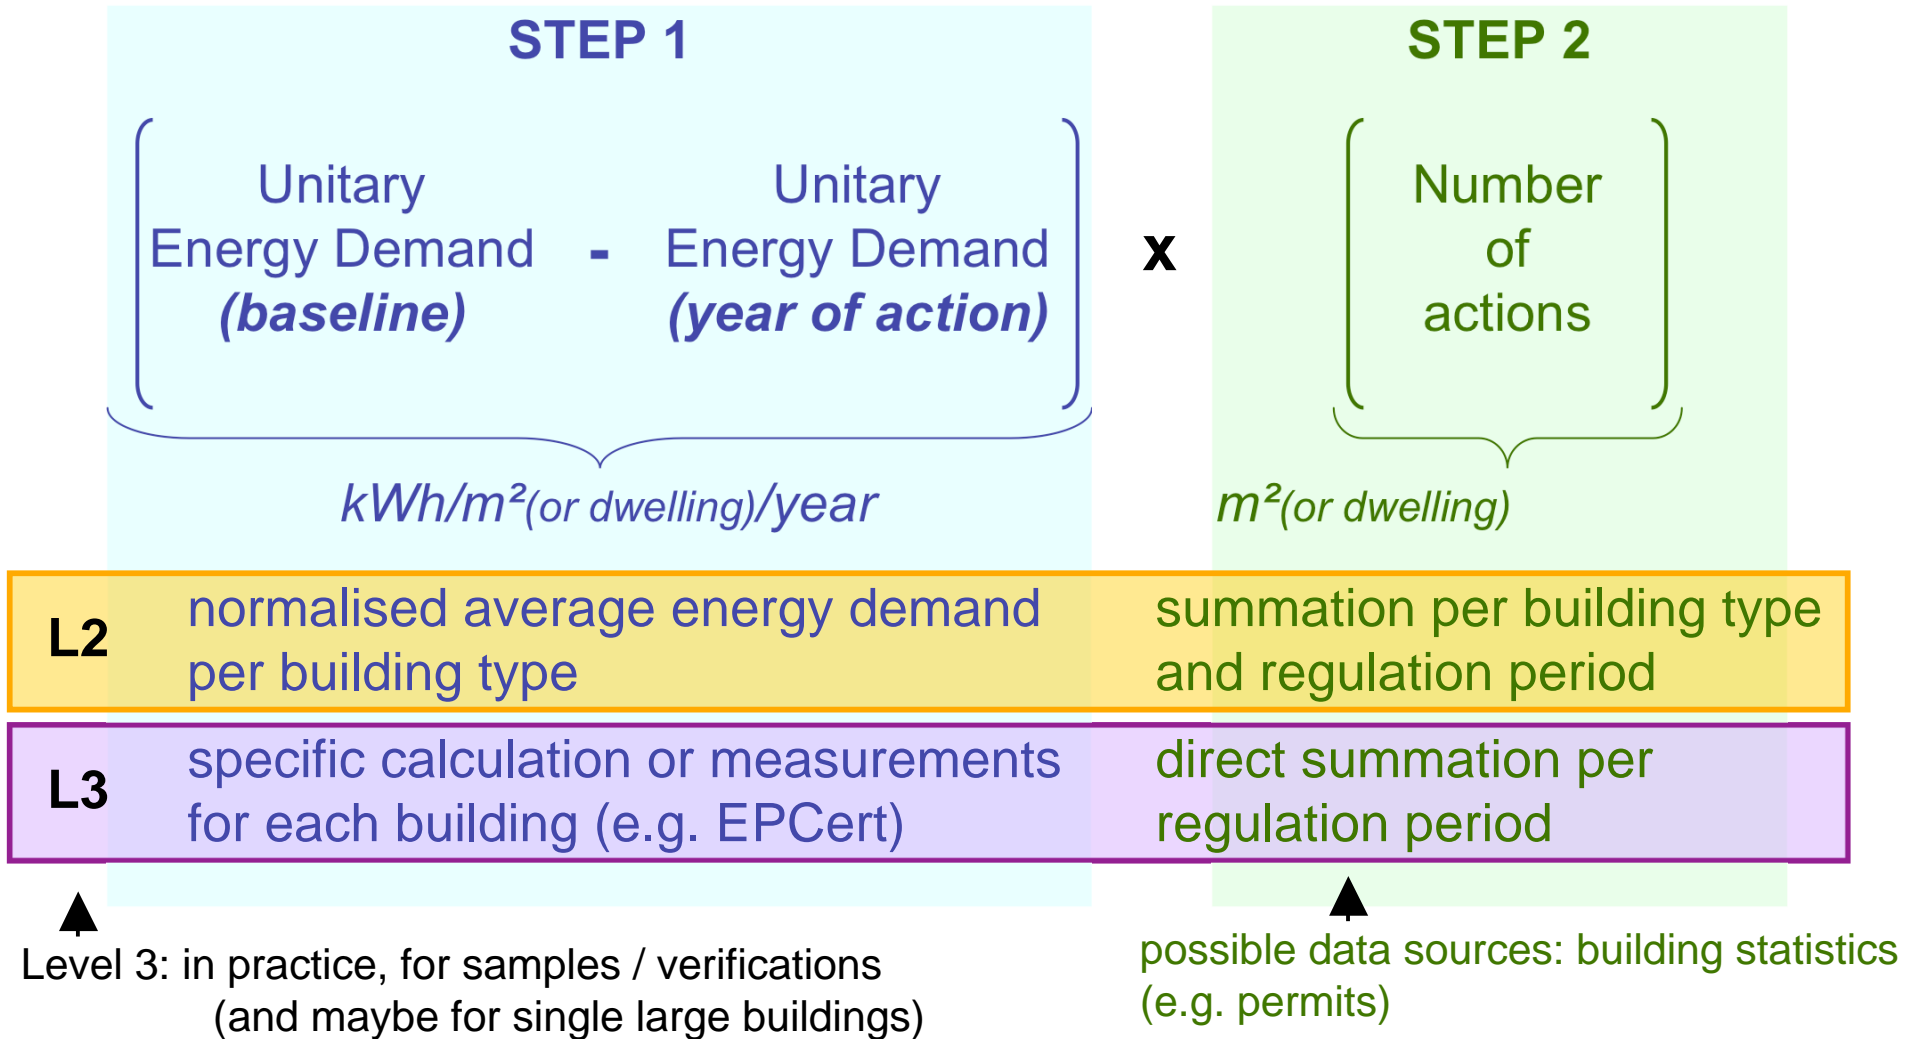 STEP 1
STEP 2
Unitary
Energy Demand
(baseline)
-
Unitary
Energy Demand
(year of action)
x
Number
of
actions
kWh/m²(or dwelling)/year
m²(or dwelling)
L2
normalised average energy demand
per building type
summation per building type
and regulation period
L3
specific calculation or measurements
for each building (e.g. EPCert)
direct summation per
regulation period
Level 3: in practice, for samples / verifications
(and maybe for single large buildings)
possible data sources: building statistics
(e.g. permits)